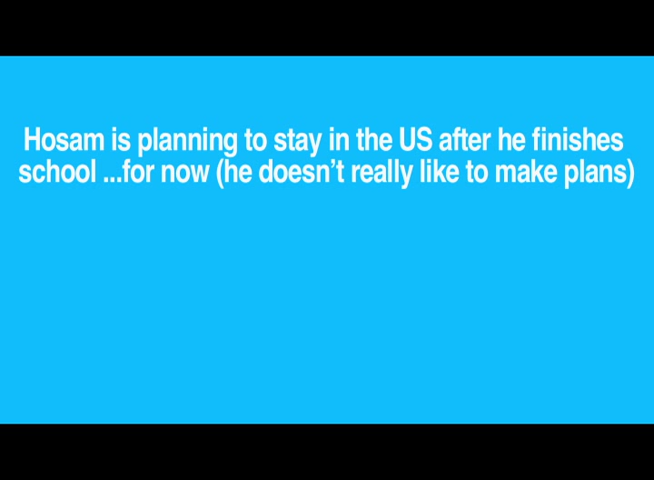 Hosam is planning to stay in the US after he finishes
school ...for now (he doesn’t really like to make plans)